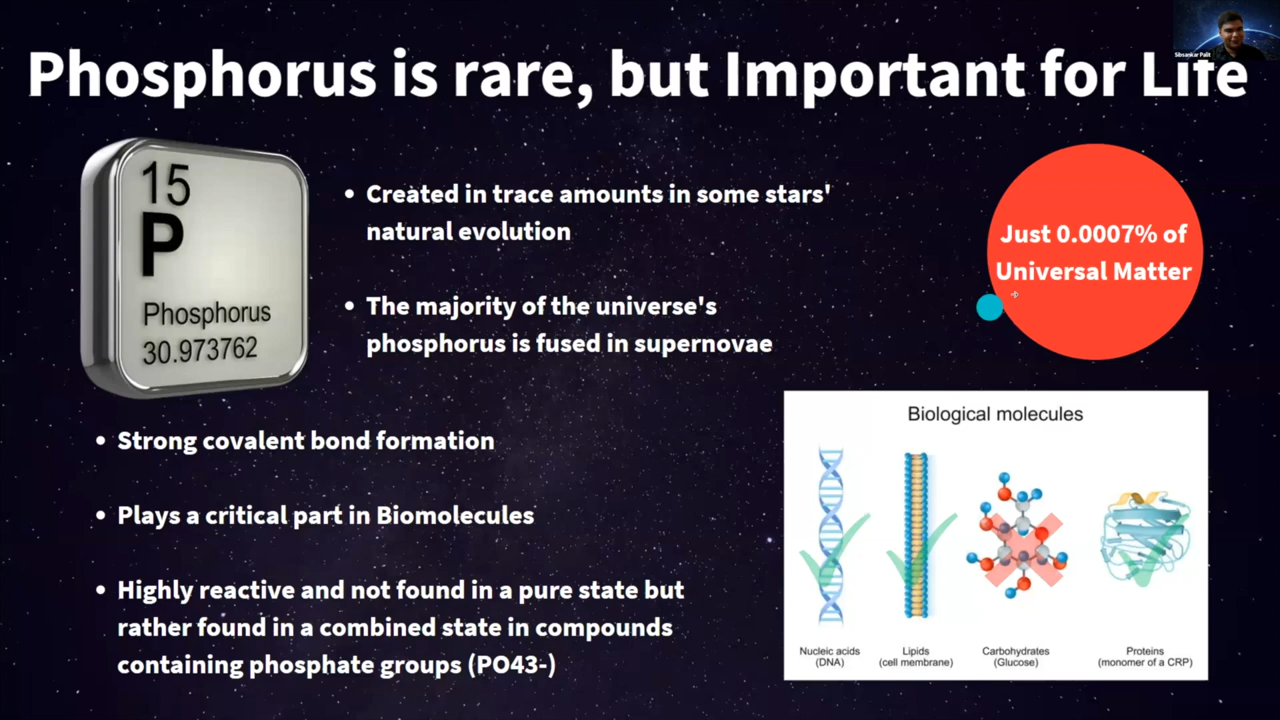 Sibsankar Palit
Phosphorus is rare, but Important for Life
15
P
Phosphorus
30.973762
• Created in trace amounts in some stars'
natural evolution
• The majority of the universe's
phosphorus is fused in supernovae
Just 0.0007% of
Universal Matter
• Strong covalent bond formation
• Plays a critical part in Biomolecules
• Highly reactive and not found in a pure state but
rather found in a combined state in compounds
containing phosphate groups (PO43-)
Biological molecules
Nucleic acids
(DNA)
Lipids
(cell membrane)
Carbohydrates
(Glucose)
Proteins
(monomer of a CRP)